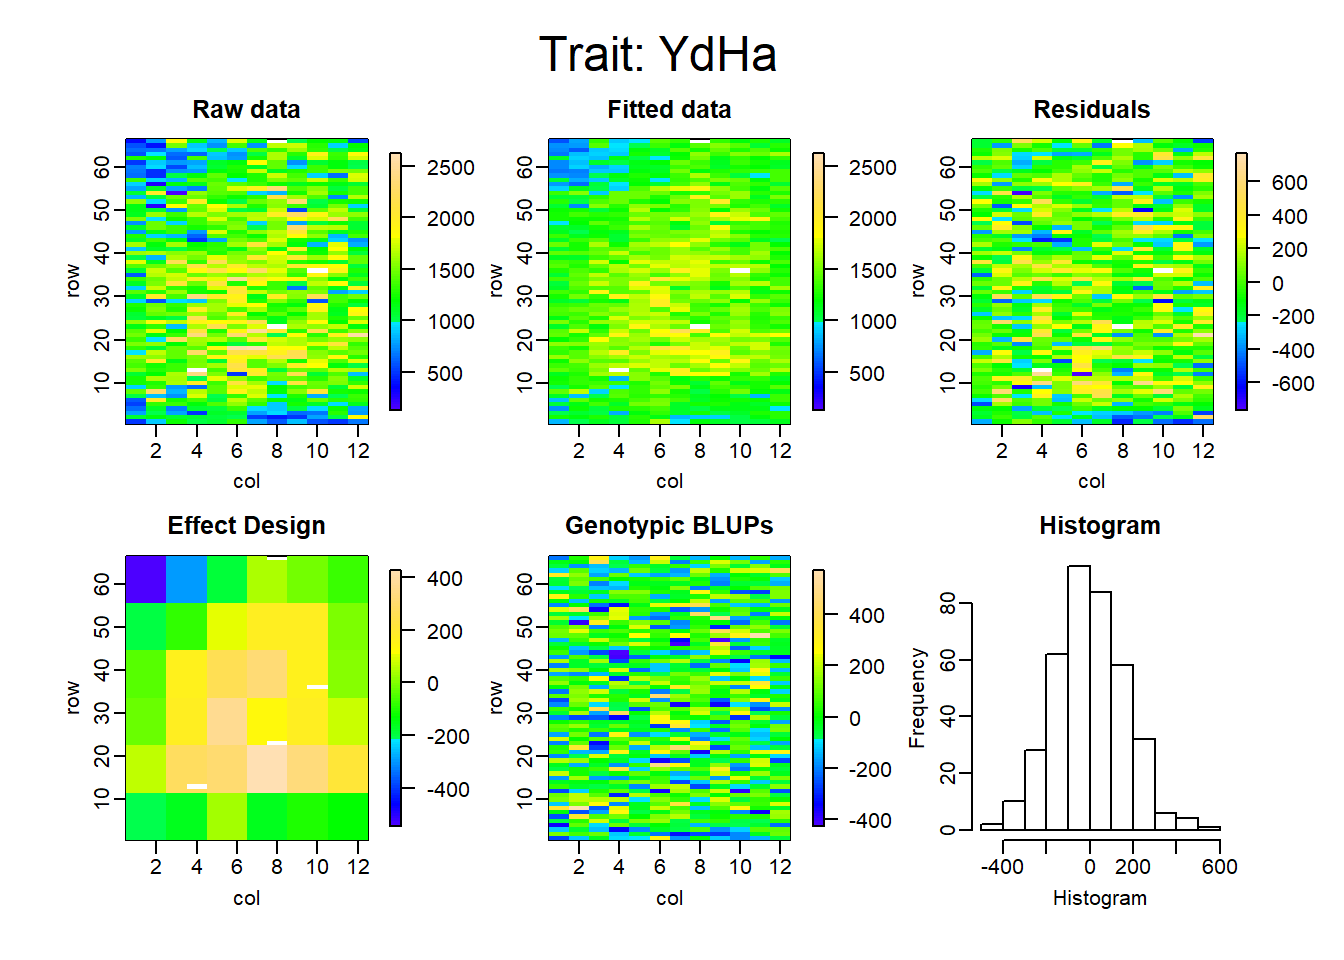 Trait: YdHa
Raw data
row
60
50
40
30
20
10
2 4 6 8 10 12
col
2500
2000
1500
1000
500
Fitted data
row
60
50
40
30
20
10
2 4 6 8 10 12
col
2500
2000
1500
1000
500
Residuals
row
60
50
40
30
20
10
2 4 6 8 10 12
col
600
400
200
0
-200
-400
-600
Effect Design
row
60
50
40
30
20
10
2 4 6 8 10 12
col
400
200
0
-200
-400
Genotypic BLUPs
row
60
50
40
30
20
10
2 4 6 8 10 12
col
400
200
0
-200
-400
Histogram
Frequency
80
60
40
20
0
-400 0 200 600
Histogram